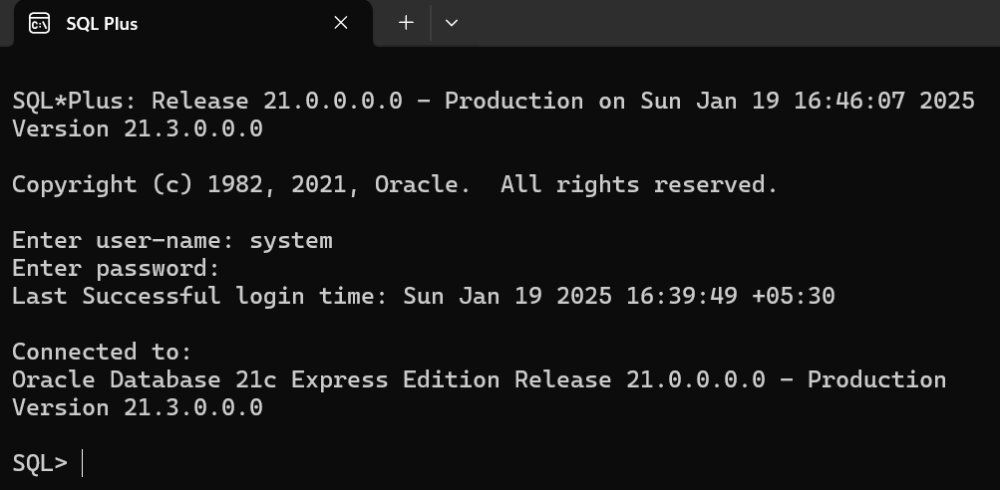 SQL Plus
SQL*Plus: Release 21.0.0.0.0 - Production on Sun Jan 19 16:46:07 2025
Version 21.3.0.0.0
Copyright (c) 1982, 2021, Oracle.  All rights reserved.
Enter user-name: system
Enter password:
Last Successful login time: Sun Jan 19 2025 16:39:49 +05:30
Connected to:
Oracle Database 21c Express Edition Release 21.0.0.0.0 - Production
Version 21.3.0.0.0
SQL>